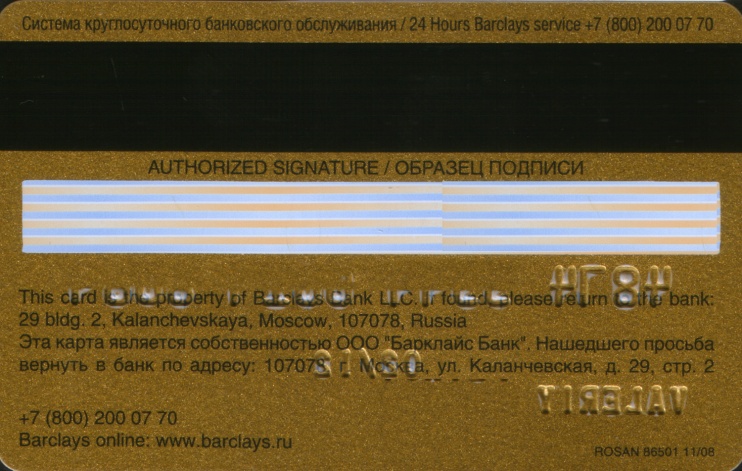 Система круглосуточного банковского обслуживания / 24 Hours Barclays service +7 (800) 200 07 70
AUTHORIZED SIGNATURE / ОБРАЗЕЦ ПОДПИСИ
This card is the property of Barclays Bank LLC. If found, please return to the bank:
29 bldg. 2, Kalanchevskaya, Moscow, 107078, Russia
Эта карта является собственностью ООО "Барклайс Банк". Нашедшего просьба
вернуть в банк по адресу: 107078, г. Москва, ул. Каланчевская, д. 29, стр. 2
+7 (800) 200 07 70
Barclays online: www.barclays.ru
ROSAN 86501 11/08